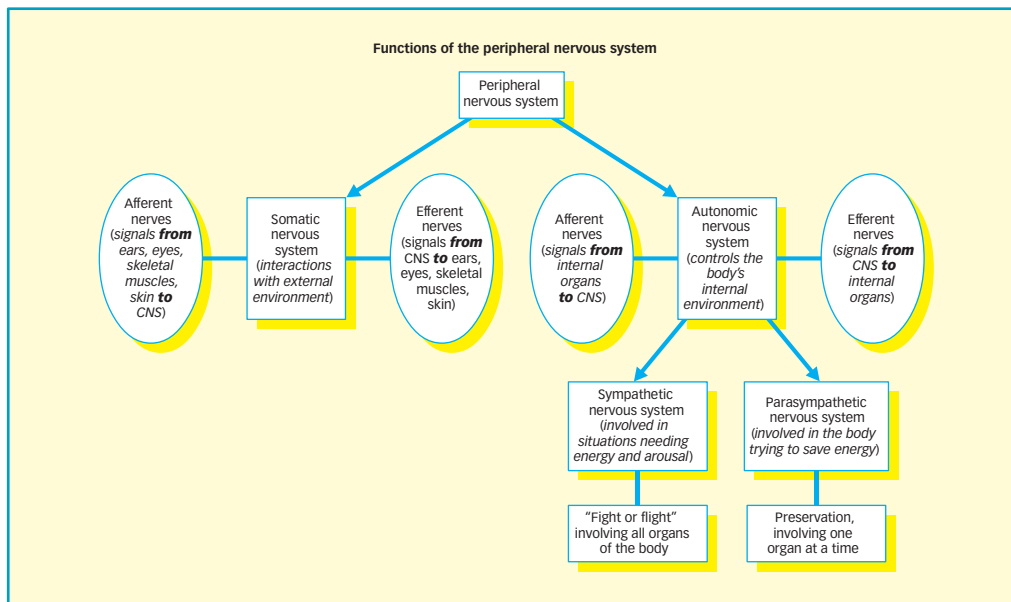 Functions of the peripheral nervous system
Peripheral
nervous system
Afferent
nerves
(signals from
ears, eyes,
skeletal
muscles,
skin to
CNS)
Somatic
nervous
system
(interactions
with external
environment)
Efferent
nerves
(signals from
CNS to ears,
eyes, skeletal
muscles,
skin)
Afferent
nerves
(signals from
internal
organs
to CNS)
Autonomic
nervous
system
(controls the
body's
internal
environment)
Efferent
nerves
(signals
from CNS to
internal
organs)
Sympathetic
nervous system
(involved in
situations needing
energy and arousal)
Parasympathetic
nervous system
(involved in the body
trying to save energy)
"Fight or flight"
involving all organs
of the body
Preservation,
involving one
organ at a time